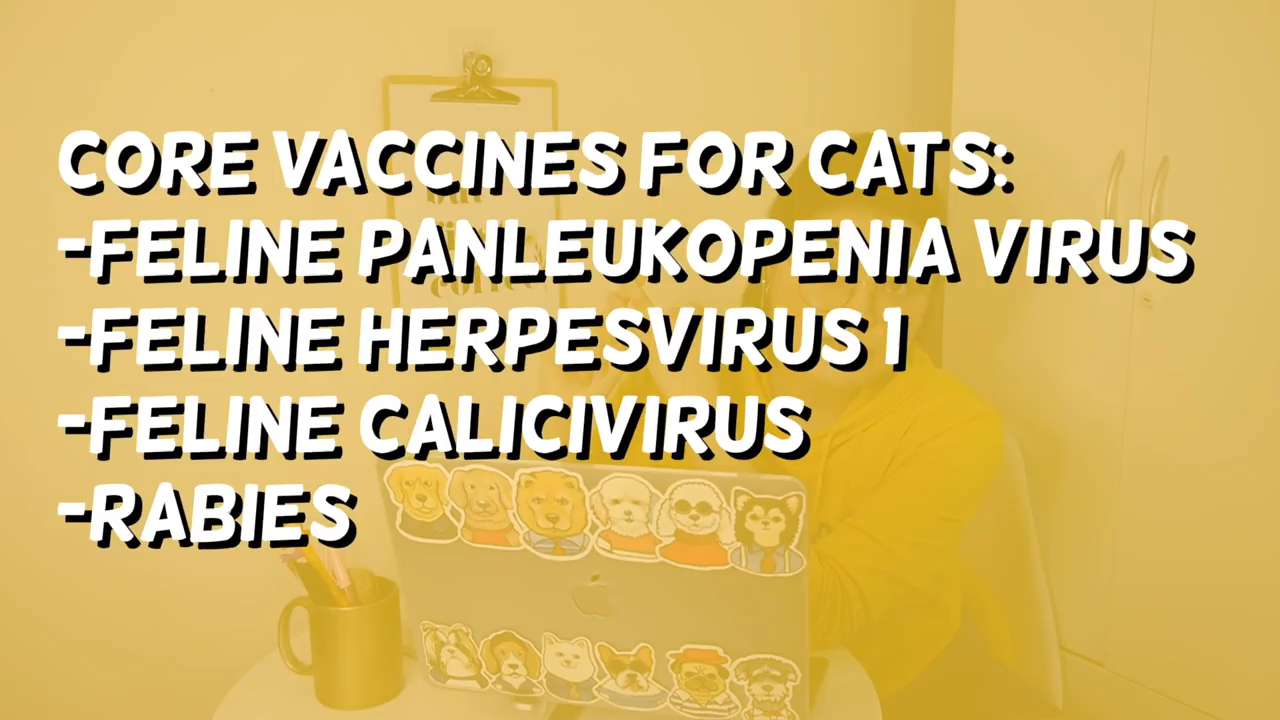 CORE VACCINES FOR CATS:
-FELINE PANLEUKOPENIA VIRUS
-FELINE HERPESVIRUS 1
-FELINE CALICIVIRUS
-RABIES